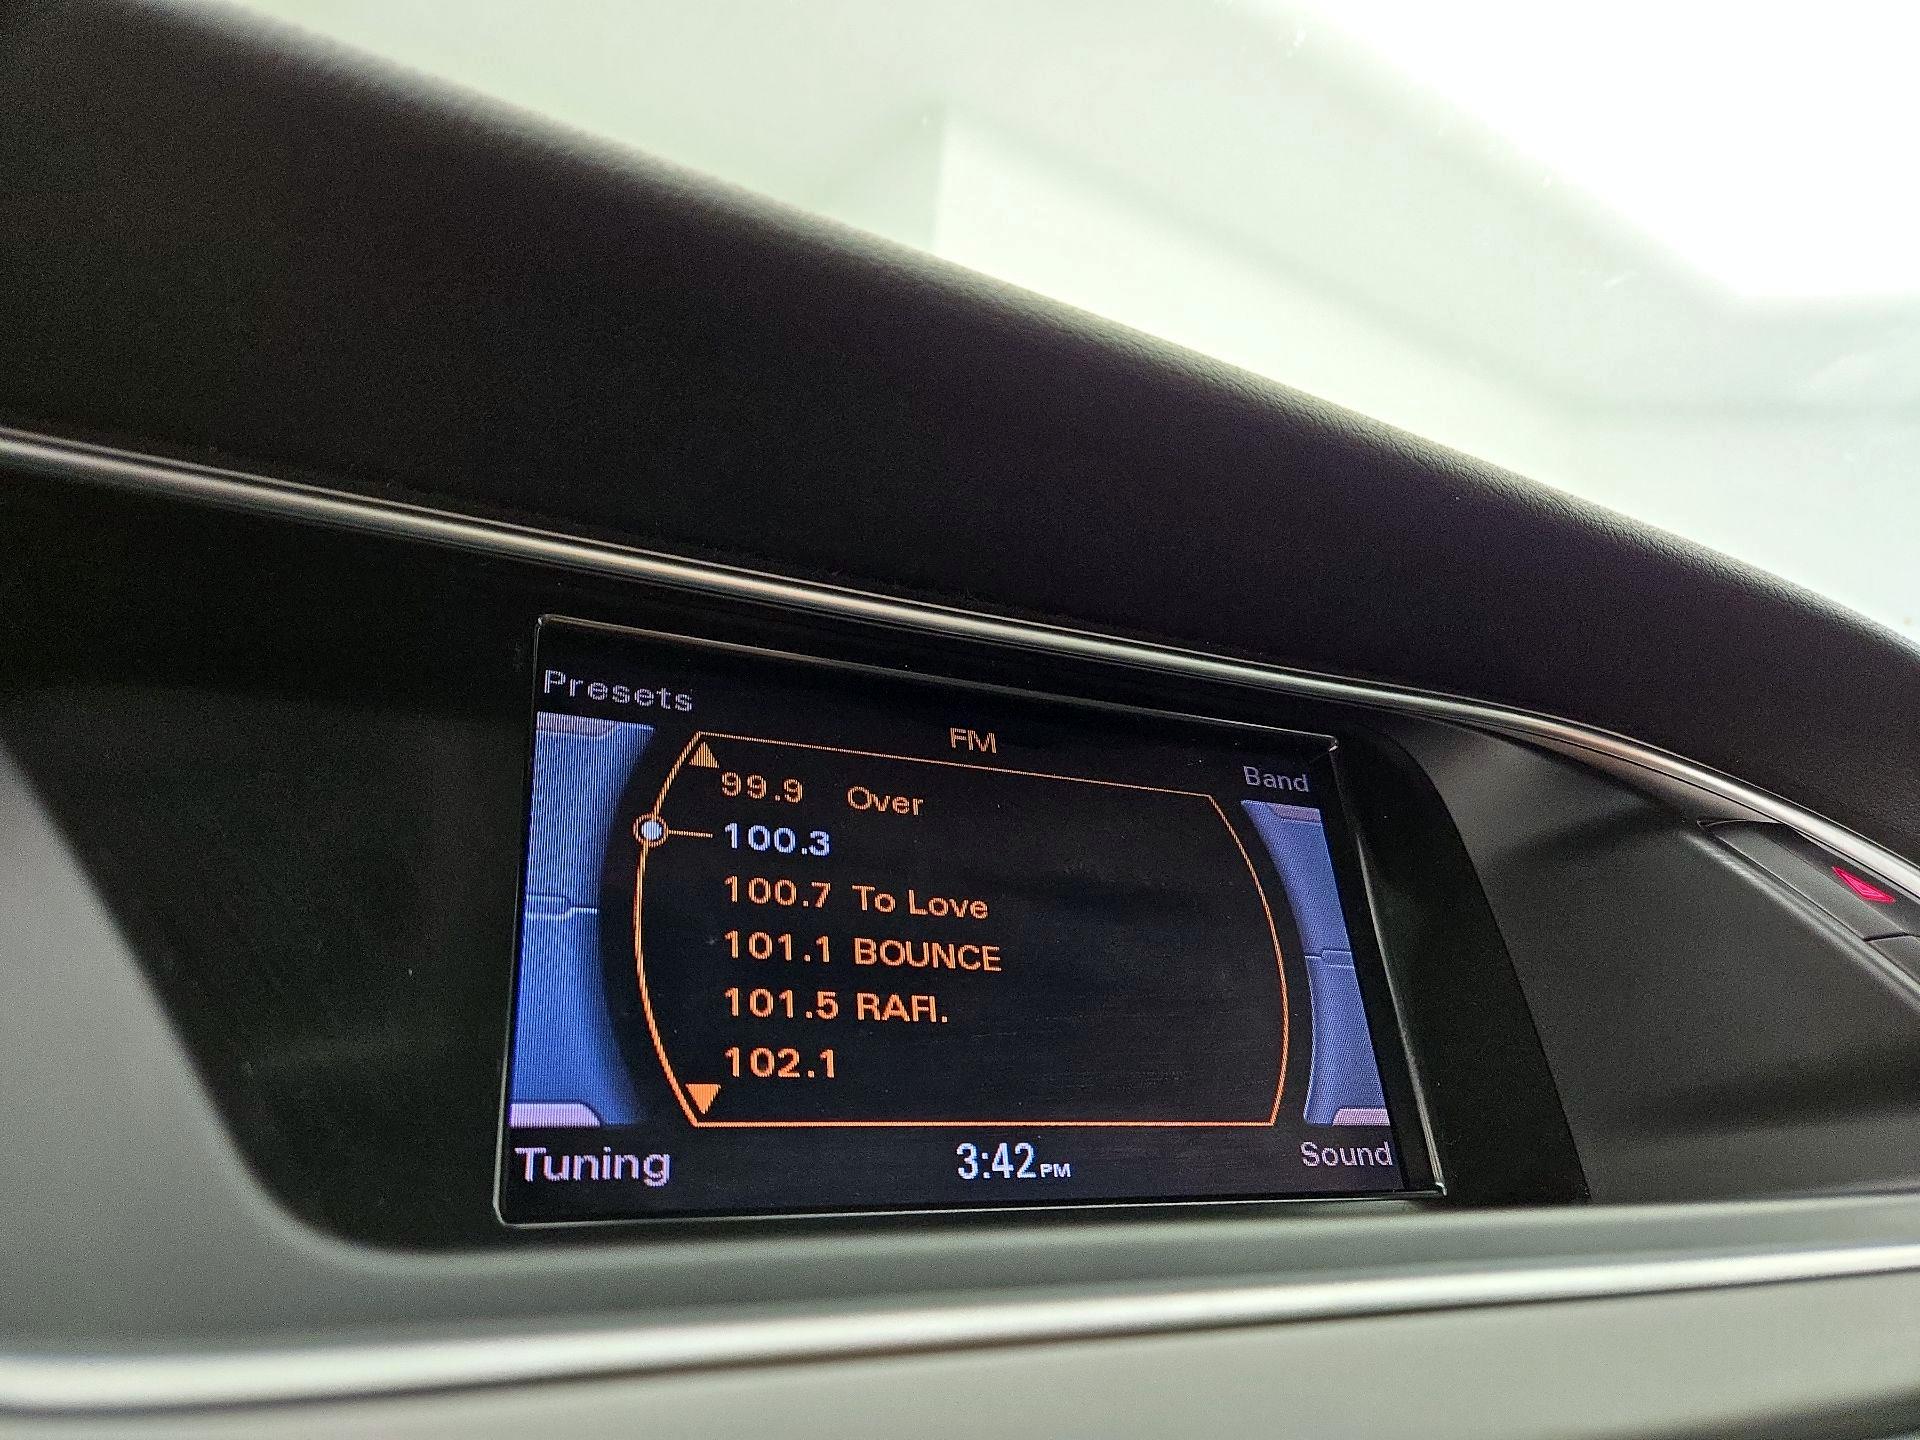 Presets
FM
Band
99.9 Over
100.3
100.7 To Love
101.1 BOUNCE
101.5 RAFI.
102.1
Tuning
3:42PM
Sound